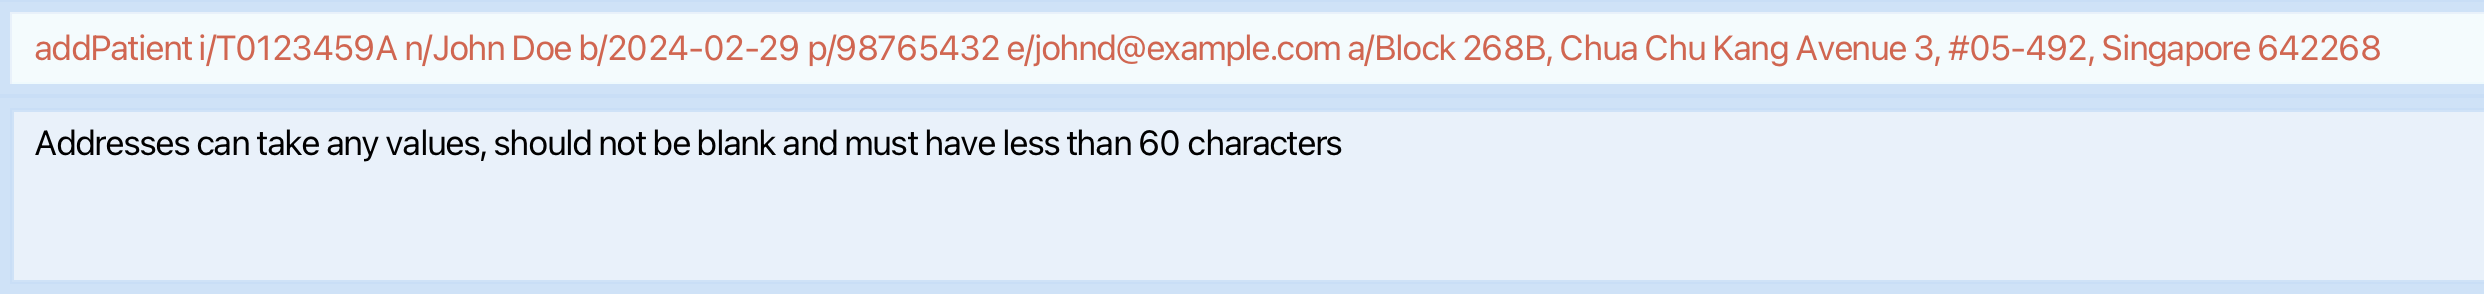 addPatient i/T0123459A n/John Doe b/2024-02-29 p/98765432 e/johnd@example.com a/Block 268B, Chua Chu Kang Avenue 3, #05-492, Singapore 642268
Addresses can take any values, should not be blank and must have less than 60 characters